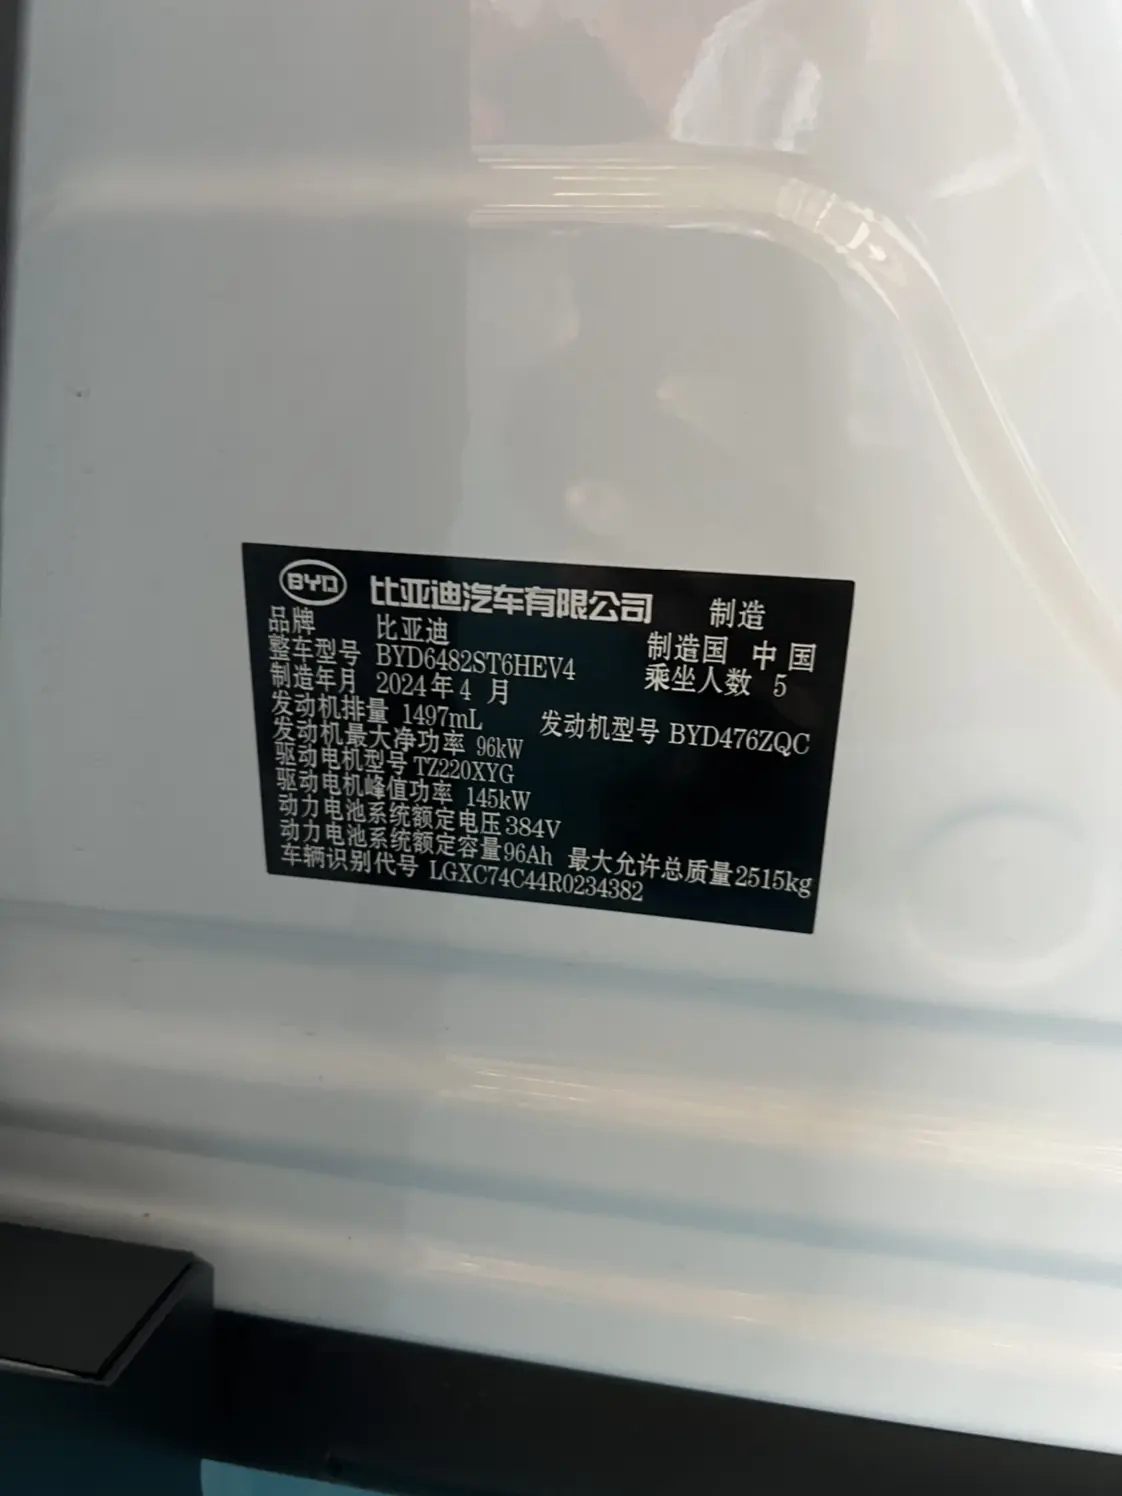 BYD 比亚迪汽车有限公司 制造
品牌 比亚迪 制造国 中国
整车型号 BYD6482ST6HEV4 乘坐人数 5
制造年月 2024年4月
发动机排量 1497mL 发动机型号 BYD476ZQC
发动机最大净功率 96kW
驱动电机型号 TZ220XYG
驱动电机峰值功率 145kW
动力电池系统额定电压 384V
动力电池系统额定容量 96Ah 最大允许总质量 2515kg
车辆识别代号 LGXC74C44R0234382